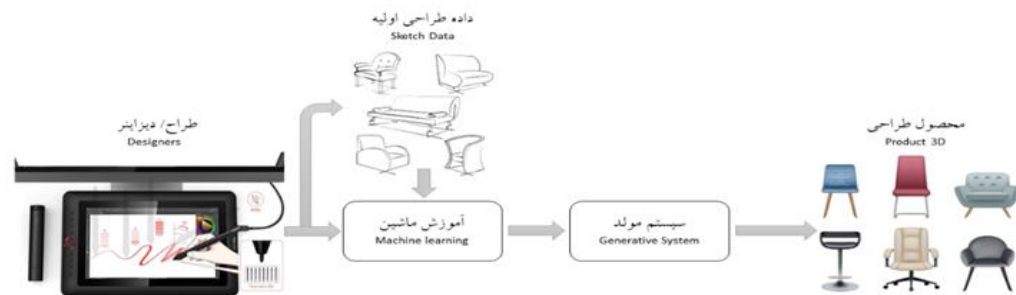 داده طراحی اولیه
Sketch Data
طراح/ دیزاینر
Designers
محصول طراحی
Product 3D
آموزش ماشین
Machine learning
سیستم مولد
Generative System